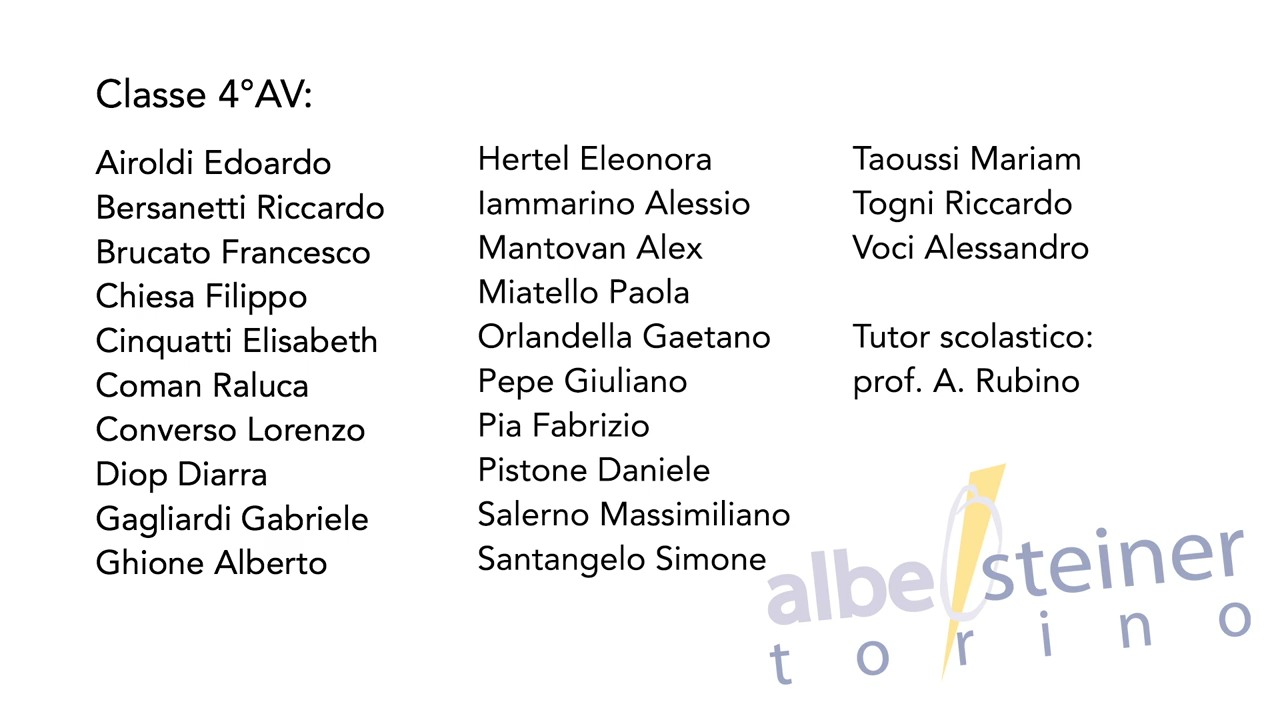 Classe 4°AV:
Airoldi Edoardo
Bersanetti Riccardo
Brucato Francesco
Chiesa Filippo
Cinquatti Elisabeth
Coman Raluca
Converso Lorenzo
Diop Diarra
Gagliardi Gabriele
Ghione Alberto
Hertel Eleonora
Iammarino Alessio
Mantovan Alex
Miatello Paola
Orlandella Gaetano
Pepe Giuliano
Pia Fabrizio
Pistone Daniele
Salerno Massimiliano
Santangelo Simone
Taoussi Mariam
Togni Riccardo
Voci Alessandro
Tutor scolastico:
prof. A. Rubino
albe steiner
torino